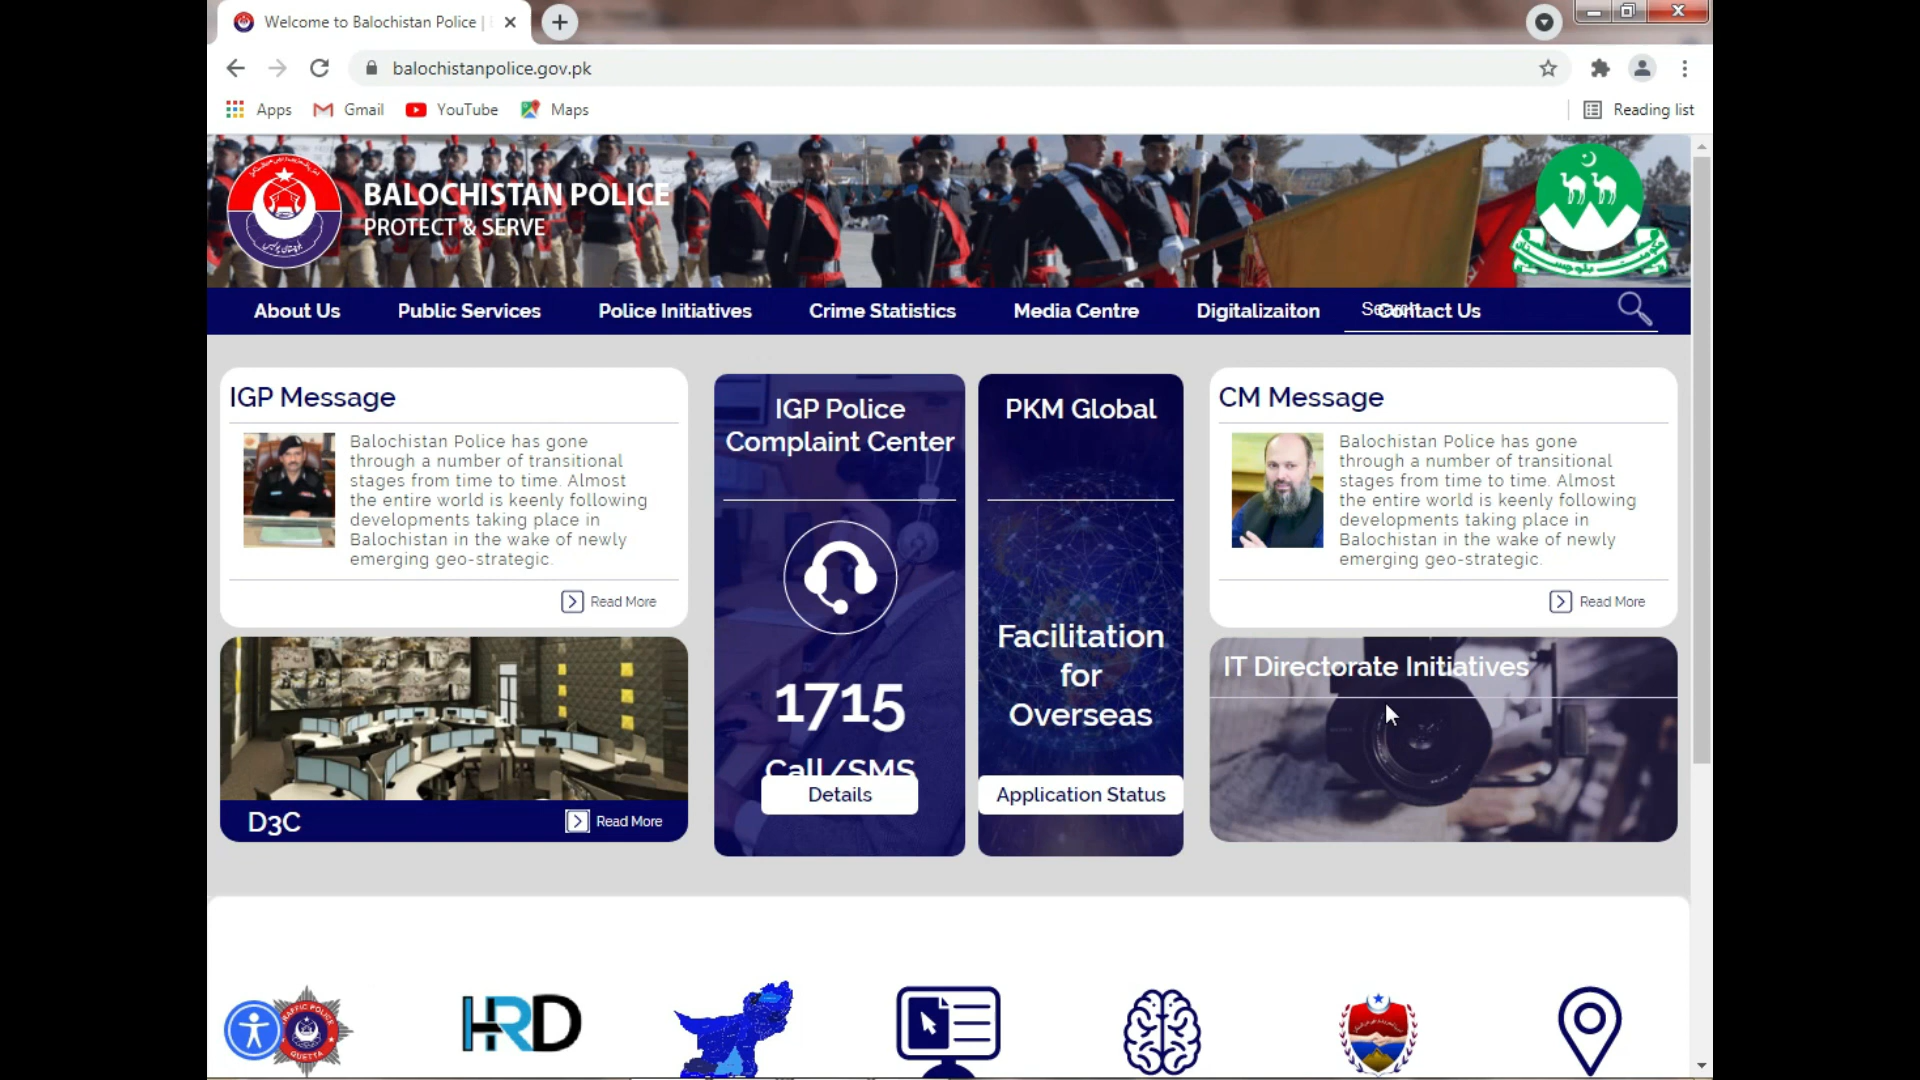 Welcome to Balochistan Police |
balochistanpolice.gov.pk
Apps
Gmail
YouTube
Maps
Reading list
BALOCHISTAN POLICE
PROTECT & SERVE
About Us
Public Services
Police Initiatives
Crime Statistics
Media Centre
Digitalizaiton
Search
Contact Us
IGP Message
Balochistan Police has gone
through a number of transitional
stages from time to time. Almost
the entire world is keenly following
developments taking place in
Balochistan in the wake of newly
emerging geo-strategic.
Read More
D3C
Read More
IGP Police
Complaint Center
1715
Call/SMS
Details
PKM Global
Facilitation
for
Overseas
Application Status
CM Message
Balochistan Police has gone
through a number of transitional
stages from time to time. Almost
the entire world is keenly following
developments taking place in
Balochistan in the wake of newly
emerging geo-strategic.
Read More
IT Directorate Initiatives
TRAFFIC POLICE
QUETTA
HRD